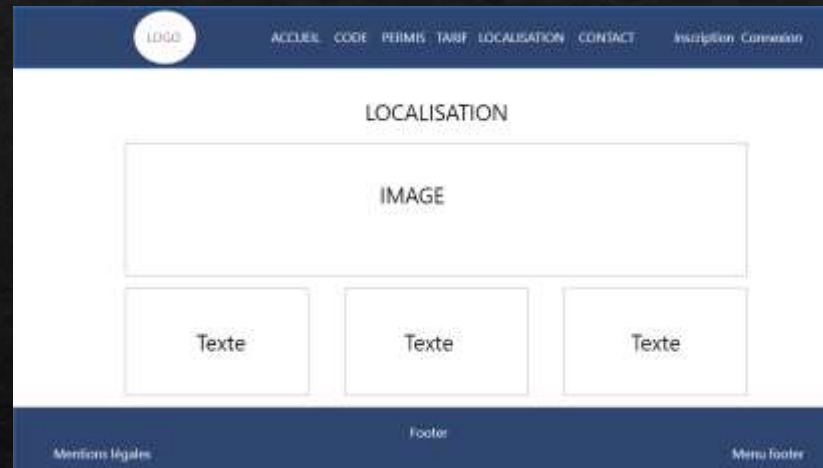 LOGO ACCUEIL CODE PERMIS TARIF LOCALISATION CONTACT Inscription Connexion
LOCALISATION
IMAGE
Texte Texte Texte
Footer
Mentions légales Menu footer